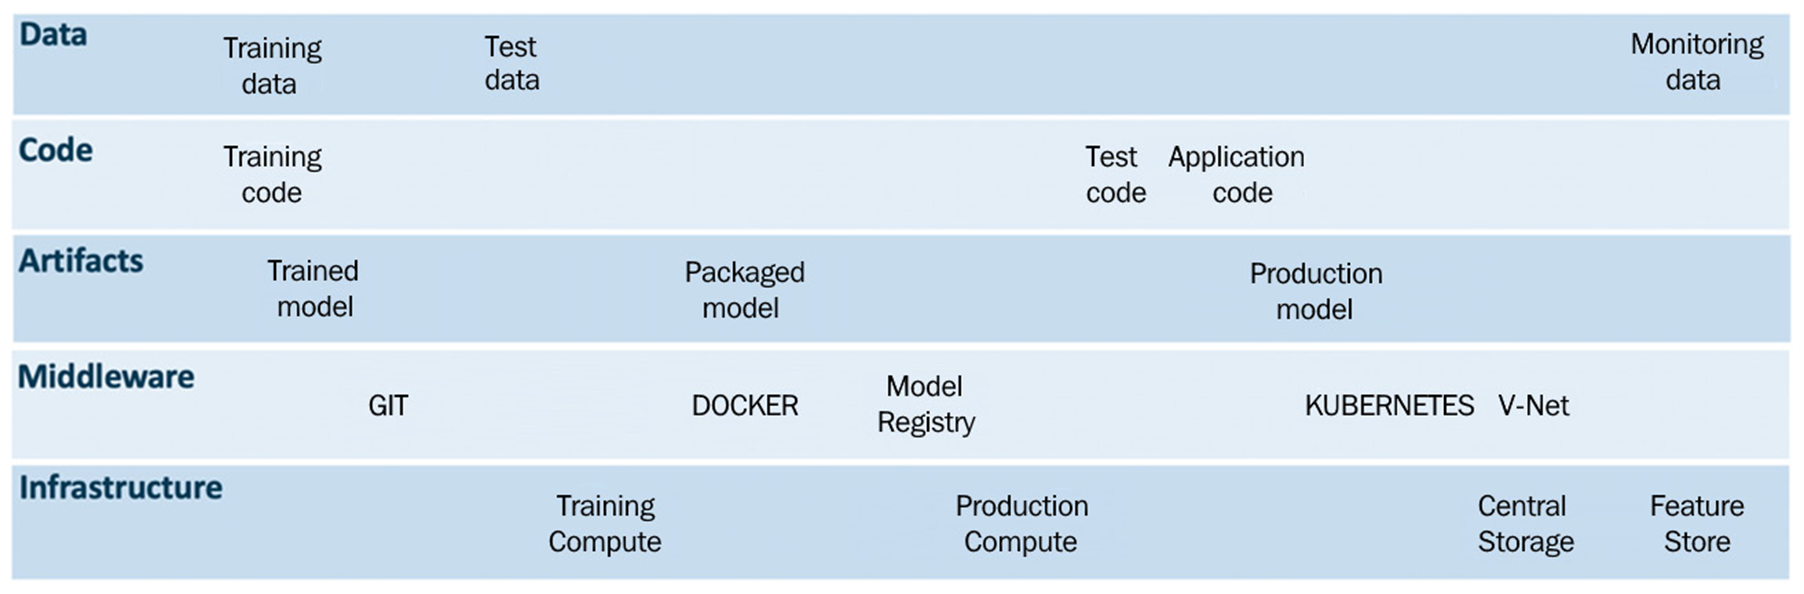 Data
Training
data
Test
data
Monitoring
data
Code
Training
code
Test
code
Application
code
Artifacts
Trained
model
Packaged
model
Production
model
Middleware
GIT
DOCKER
Model
Registry
KUBERNETES
V-Net
Infrastructure
Training
Compute
Production
Compute
Central
Storage
Feature
Store